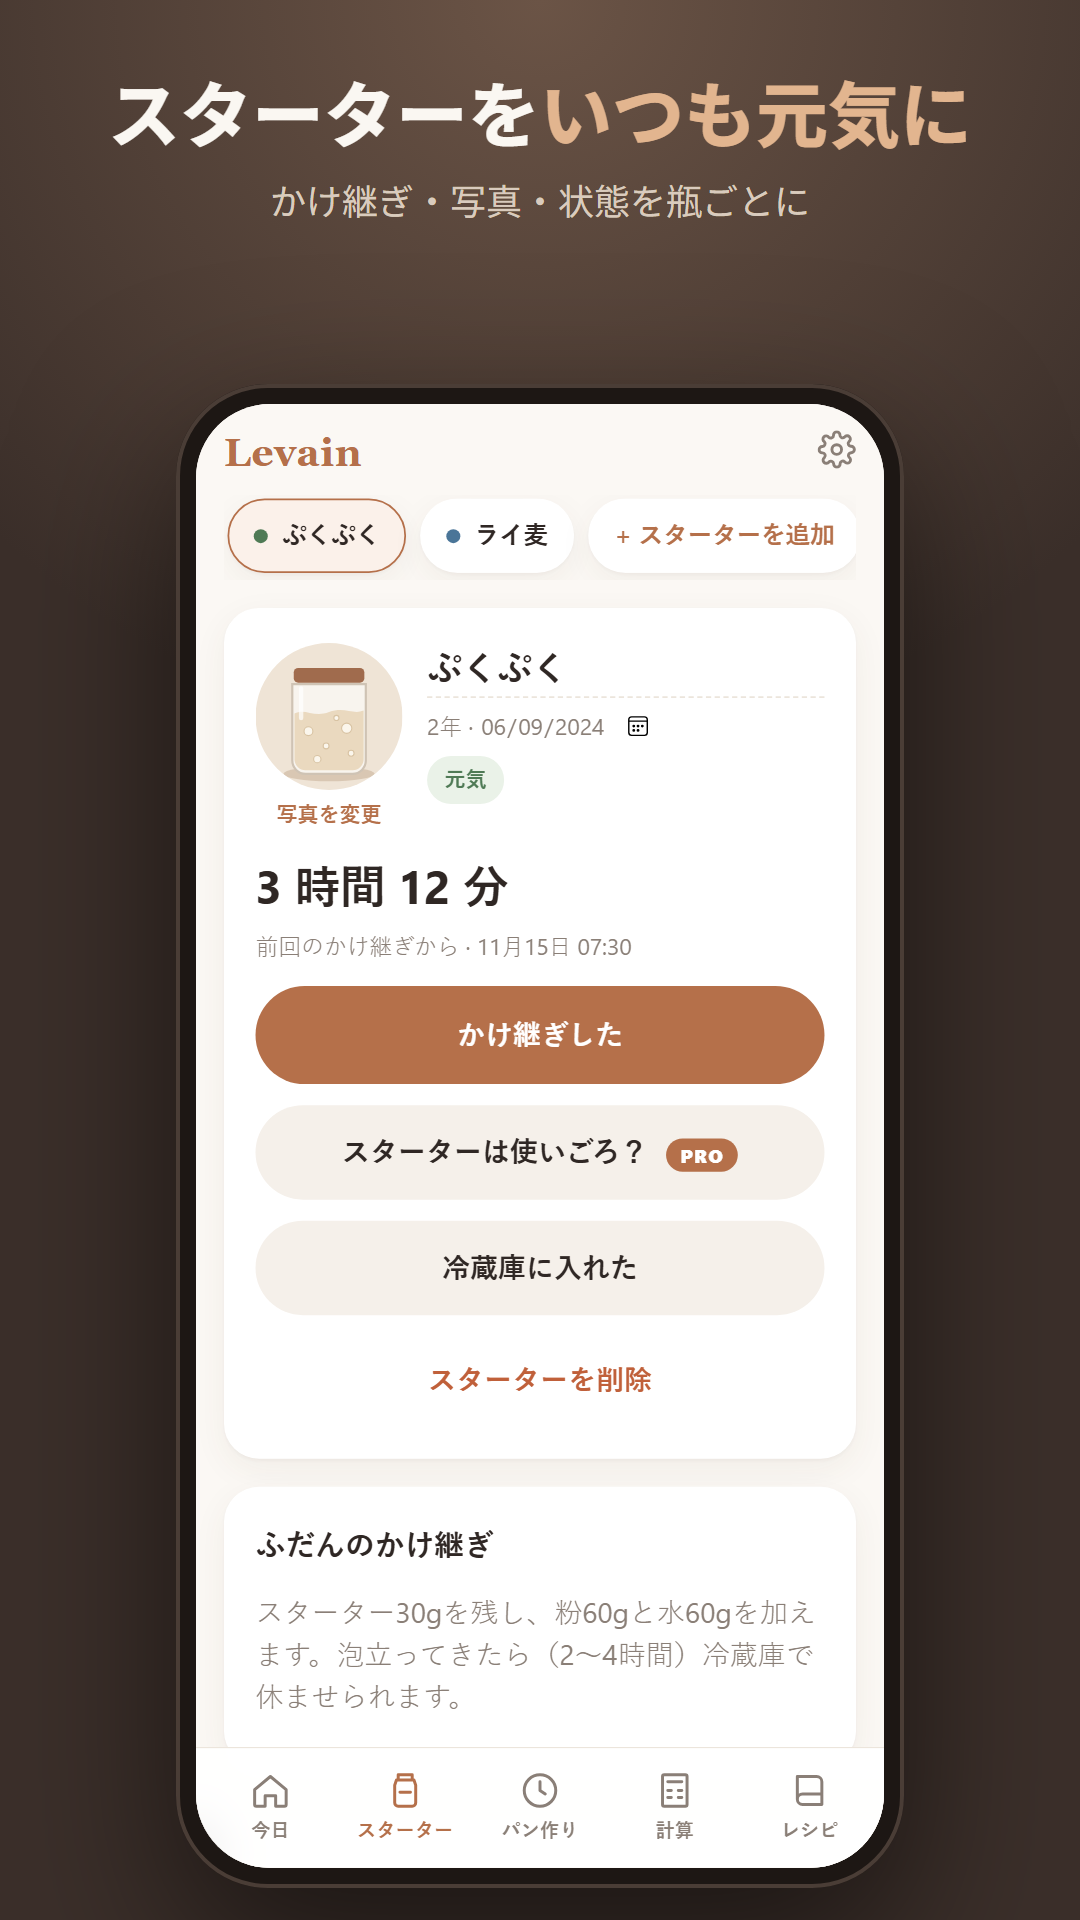 スターターをいつも元気に
かけ継ぎ・写真・状態を瓶ごとに
Levain
ぷくぷく
ライ麦
+ スターターを追加
ぷくぷく
2年 · 06/09/2024
元気
写真を変更
3 時間 12 分
前回のかけ継ぎから · 11月15日 07:30
かけ継ぎした
スターターは使いごろ？ PRO
冷蔵庫に入れた
スターターを削除
ふだんのかけ継ぎ
スターター30gを残し、粉60gと水60gを加え
ます。泡立ってきたら（2〜4時間）冷蔵庫で
休ませられます。
今日
スターター
パン作り
計算
レシピ